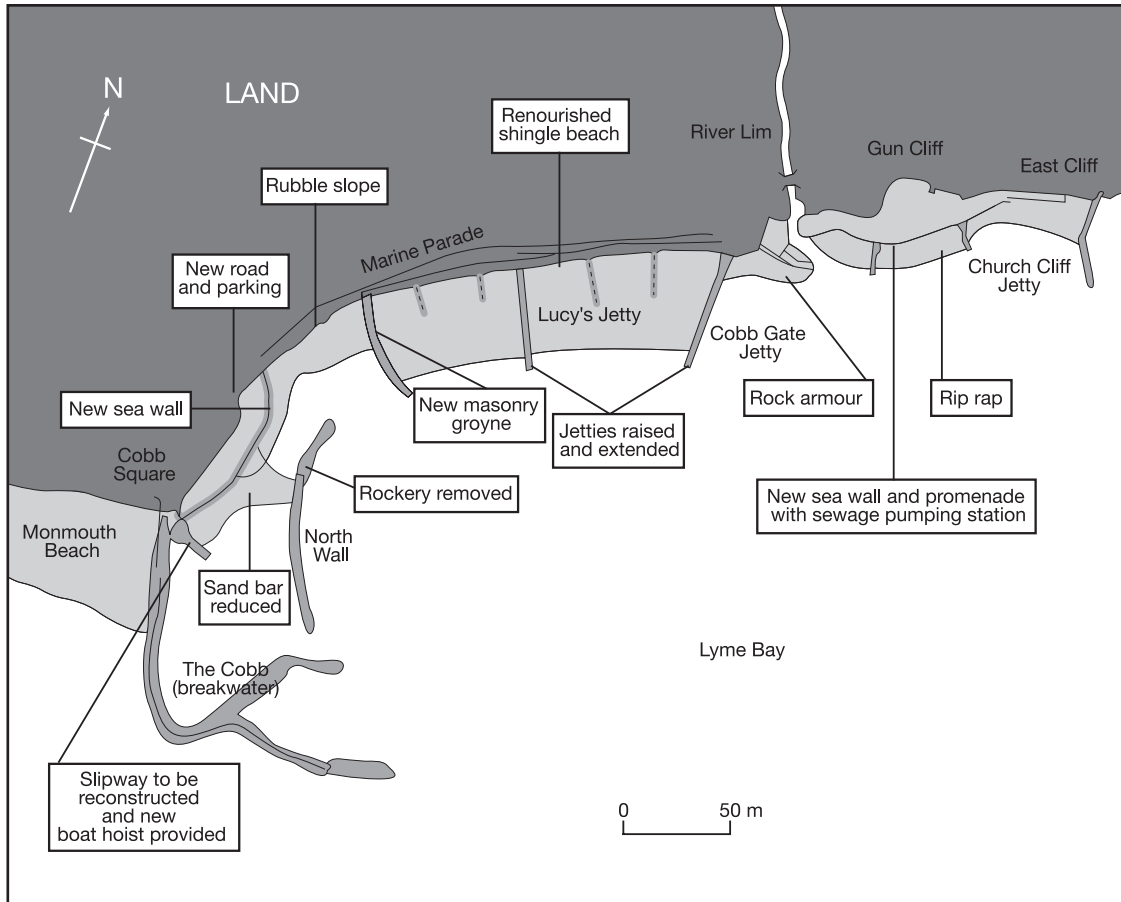 N
LAND
Renourished
shingle beach
River Lim
Gun Cliff
East Cliff
Rubble slope
Marine Parade
New road
and parking
Church Cliff
Jetty
Lucy's Jetty
Cobb Gate
Jetty
New sea wall
New masonry
groyne
Rock armour
Rip rap
Jetties raised
and extended
Cobb
Square
Rockery removed
New sea wall and promenade
with sewage pumping station
Monmouth
Beach
North
Wall
Sand bar
reduced
Lyme Bay
The Cobb
(breakwater)
Slipway to be
reconstructed
and new
boat hoist provided
0 50 m